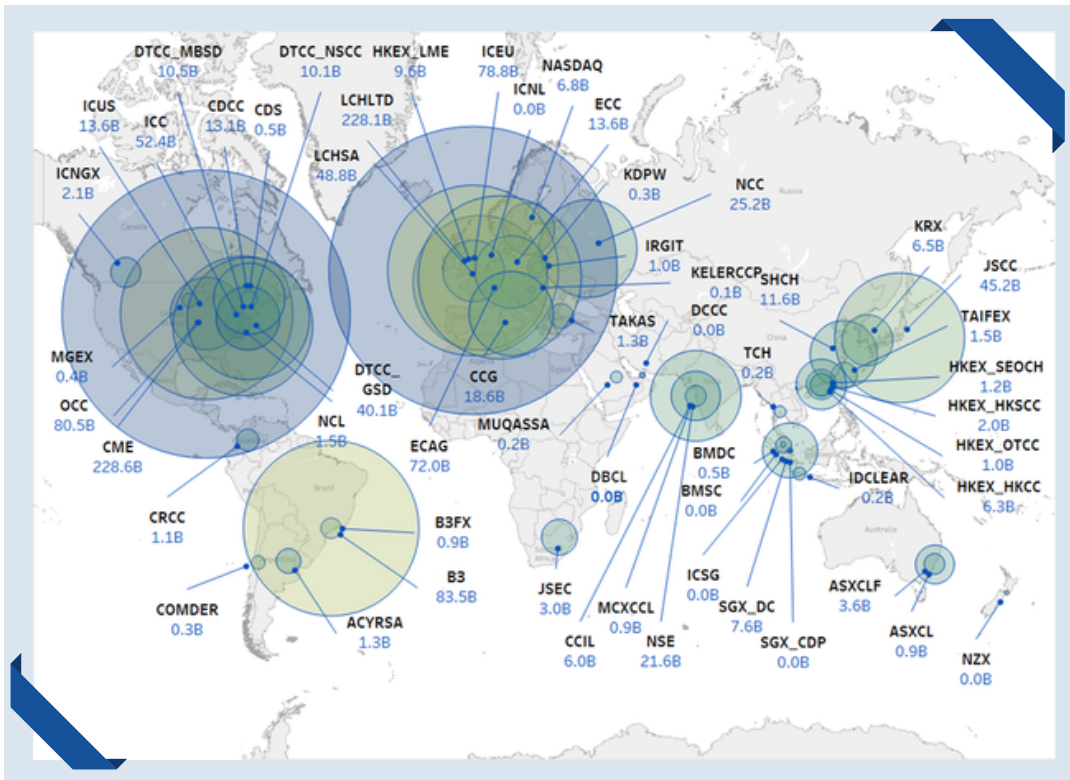 DTCC_MBSD
10.5B
DTCC_NSCC
10.1B
HKEX_LME
9.6B
ICEU
78.8B
NASDAQ
6.8B
ICNL
0.0B
ICUS
13.6B
ICC
52.4B
CDCC
13.1B
CDS
0.5B
LCHLTD
228.1B
ECC
13.6B
LCHSA
48.8B
ICNGX
2.1B
KDPW
0.3B
NCC
25.2B
Russia
Canada
IRGIT
1.0B
KRX
6.5B
KELERCCP
0.1B
SHCH
11.6B
JSCC
45.2B
DCCC
0.0B
TAKAS
1.3B
TAIFEX
1.5B
China
MGEX
0.4B
OCC
80.5B
CME
228.6B
DTCC_
GSD
40.1B
NCL
1.5B
CCG
18.6B
Algeria
Egypt
TCH
0.2B
HKEX_SEOCH
1.2B
HKEX_HKSCC
2.0B
HKEX_OTCC
1.0B
HKEX_HKCC
6.3B
ECAG
72.0B
MUQASSA
0.2B
DBCL
0.0B
BMDC
0.5B
BMSC
0.0B
IDCLEAR
0.2B
Brazil
Australia
CRCC
1.1B
B3FX
0.9B
B3
83.5B
COMDER
0.3B
ACYRSA
1.3B
JSEC
3.0B
CCIL
6.0B
MCXCCL
0.9B
NSE
21.6B
ICSG
0.0B
SGX_DC
7.6B
SGX_CDP
0.0B
ASXCLF
3.6B
ASXCL
0.9B
NZX
0.0B